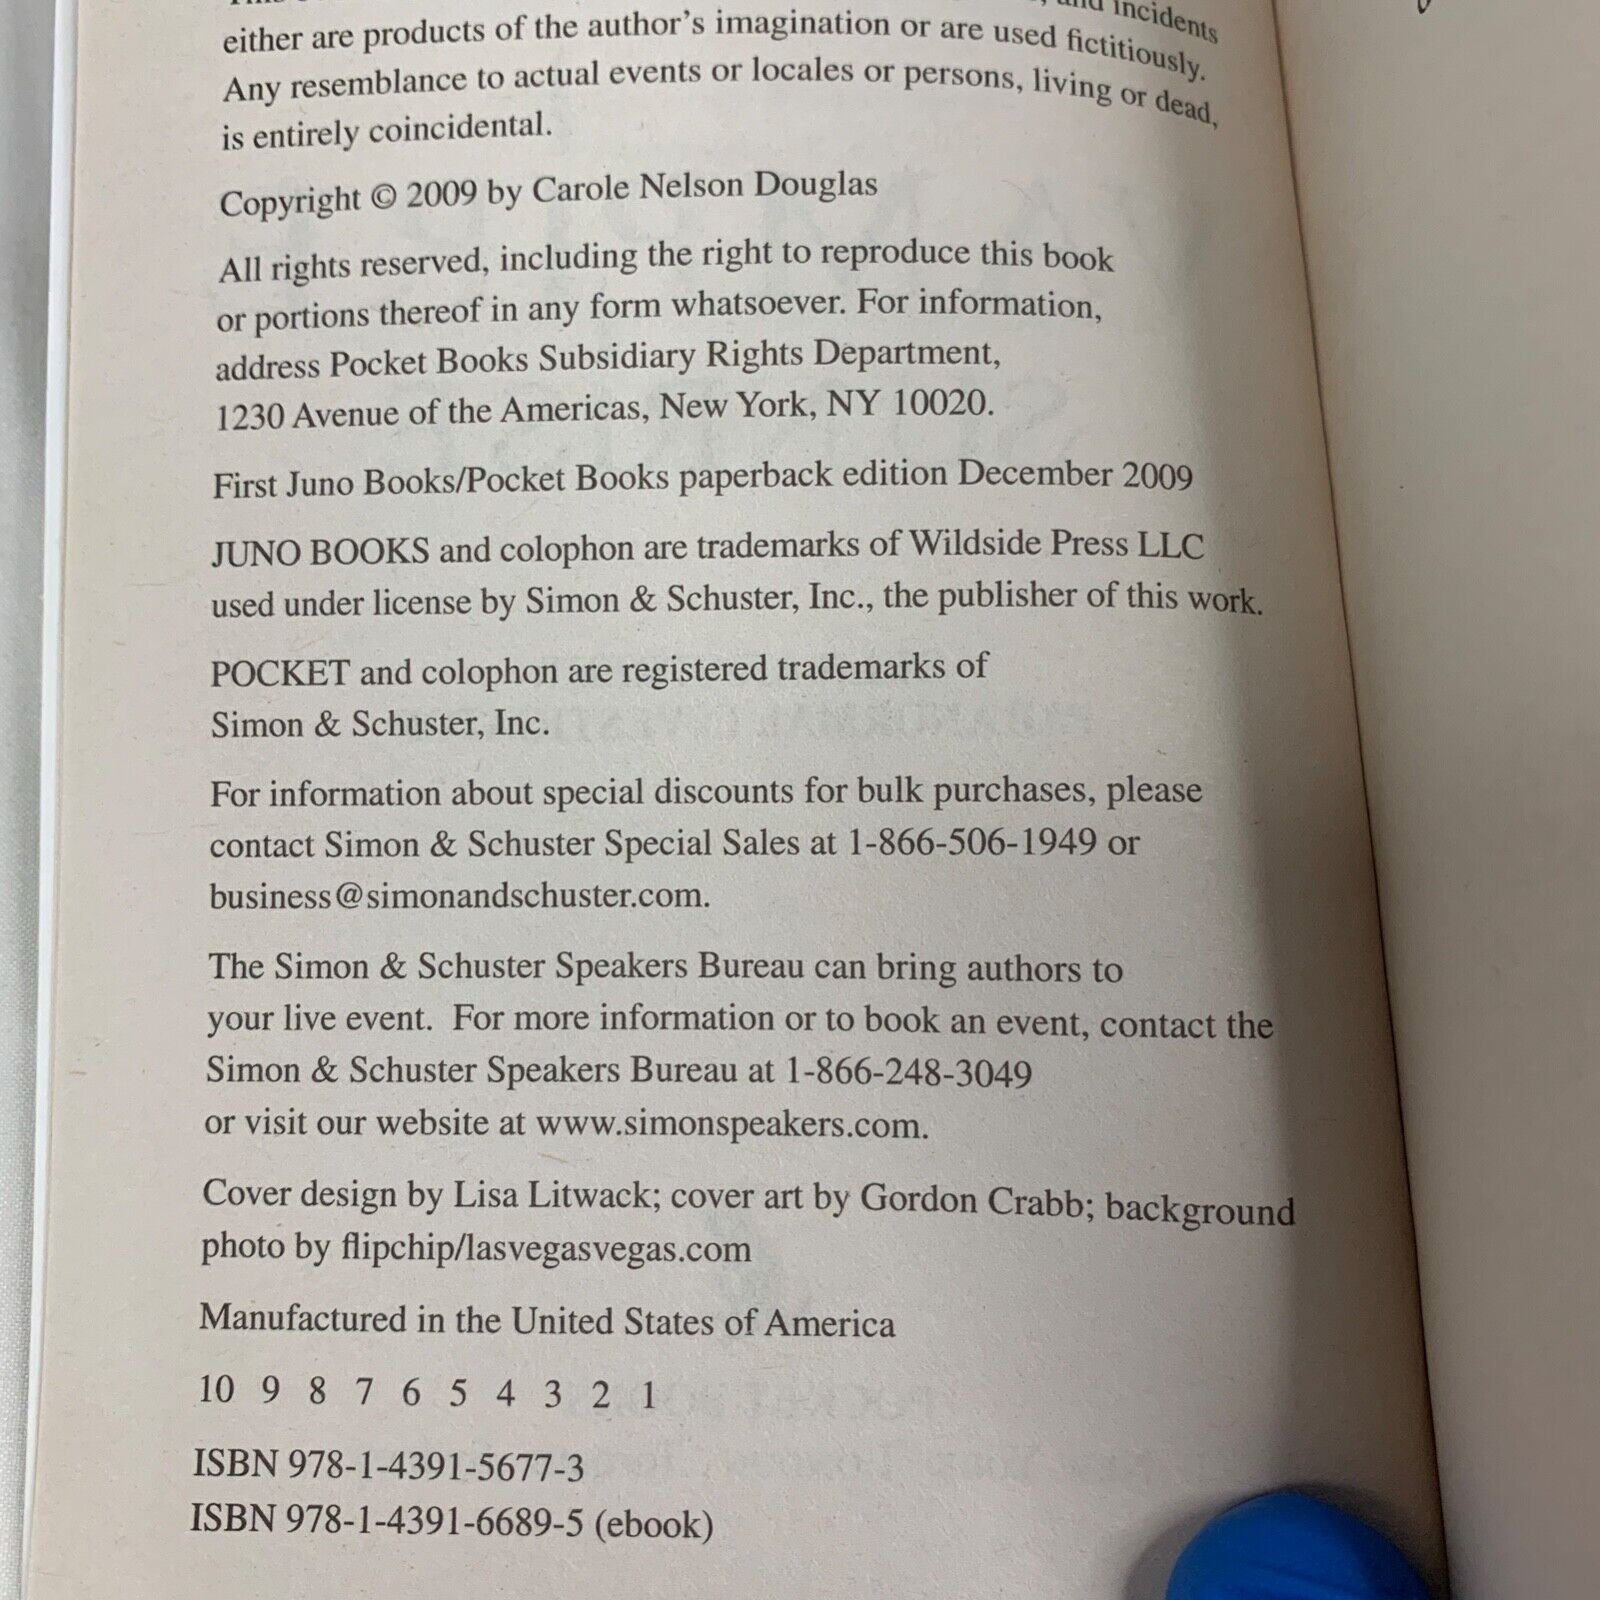 incidents
either are products of the author's imagination or are used fictitiously.
Any resemblance to actual events or locales or persons, living or dead,
is entirely coincidental.
Copyright © 2009 by Carole Nelson Douglas
All rights reserved, including the right to reproduce this book
or portions thereof in any form whatsoever. For information,
address Pocket Books Subsidiary Rights Department,
1230 Avenue of the Americas, New York, NY 10020.
First Juno Books/Pocket Books paperback edition December 2009
JUNO BOOKS and colophon are trademarks of Wildside Press LLC
used under license by Simon & Schuster, Inc., the publisher of this work.
POCKET and colophon are registered trademarks of
Simon & Schuster, Inc.
For information about special discounts for bulk purchases, please
contact Simon & Schuster Special Sales at 1-866-506-1949 or
business@simonandschuster.com.
The Simon & Schuster Speakers Bureau can bring authors to
your live event. For more information or to book an event, contact the
Simon & Schuster Speakers Bureau at 1-866-248-3049
or visit our website at www.simonspeakers.com.
Cover design by Lisa Litwack; cover art by Gordon Crabb; background
photo by flipchip/lasvegasvegas.com
Manufactured in the United States of America
10 9 8 7 6 5 4 3 2 1
ISBN 978-1-4391-5677-3
ISBN 978-1-4391-6689-5 (ebook)